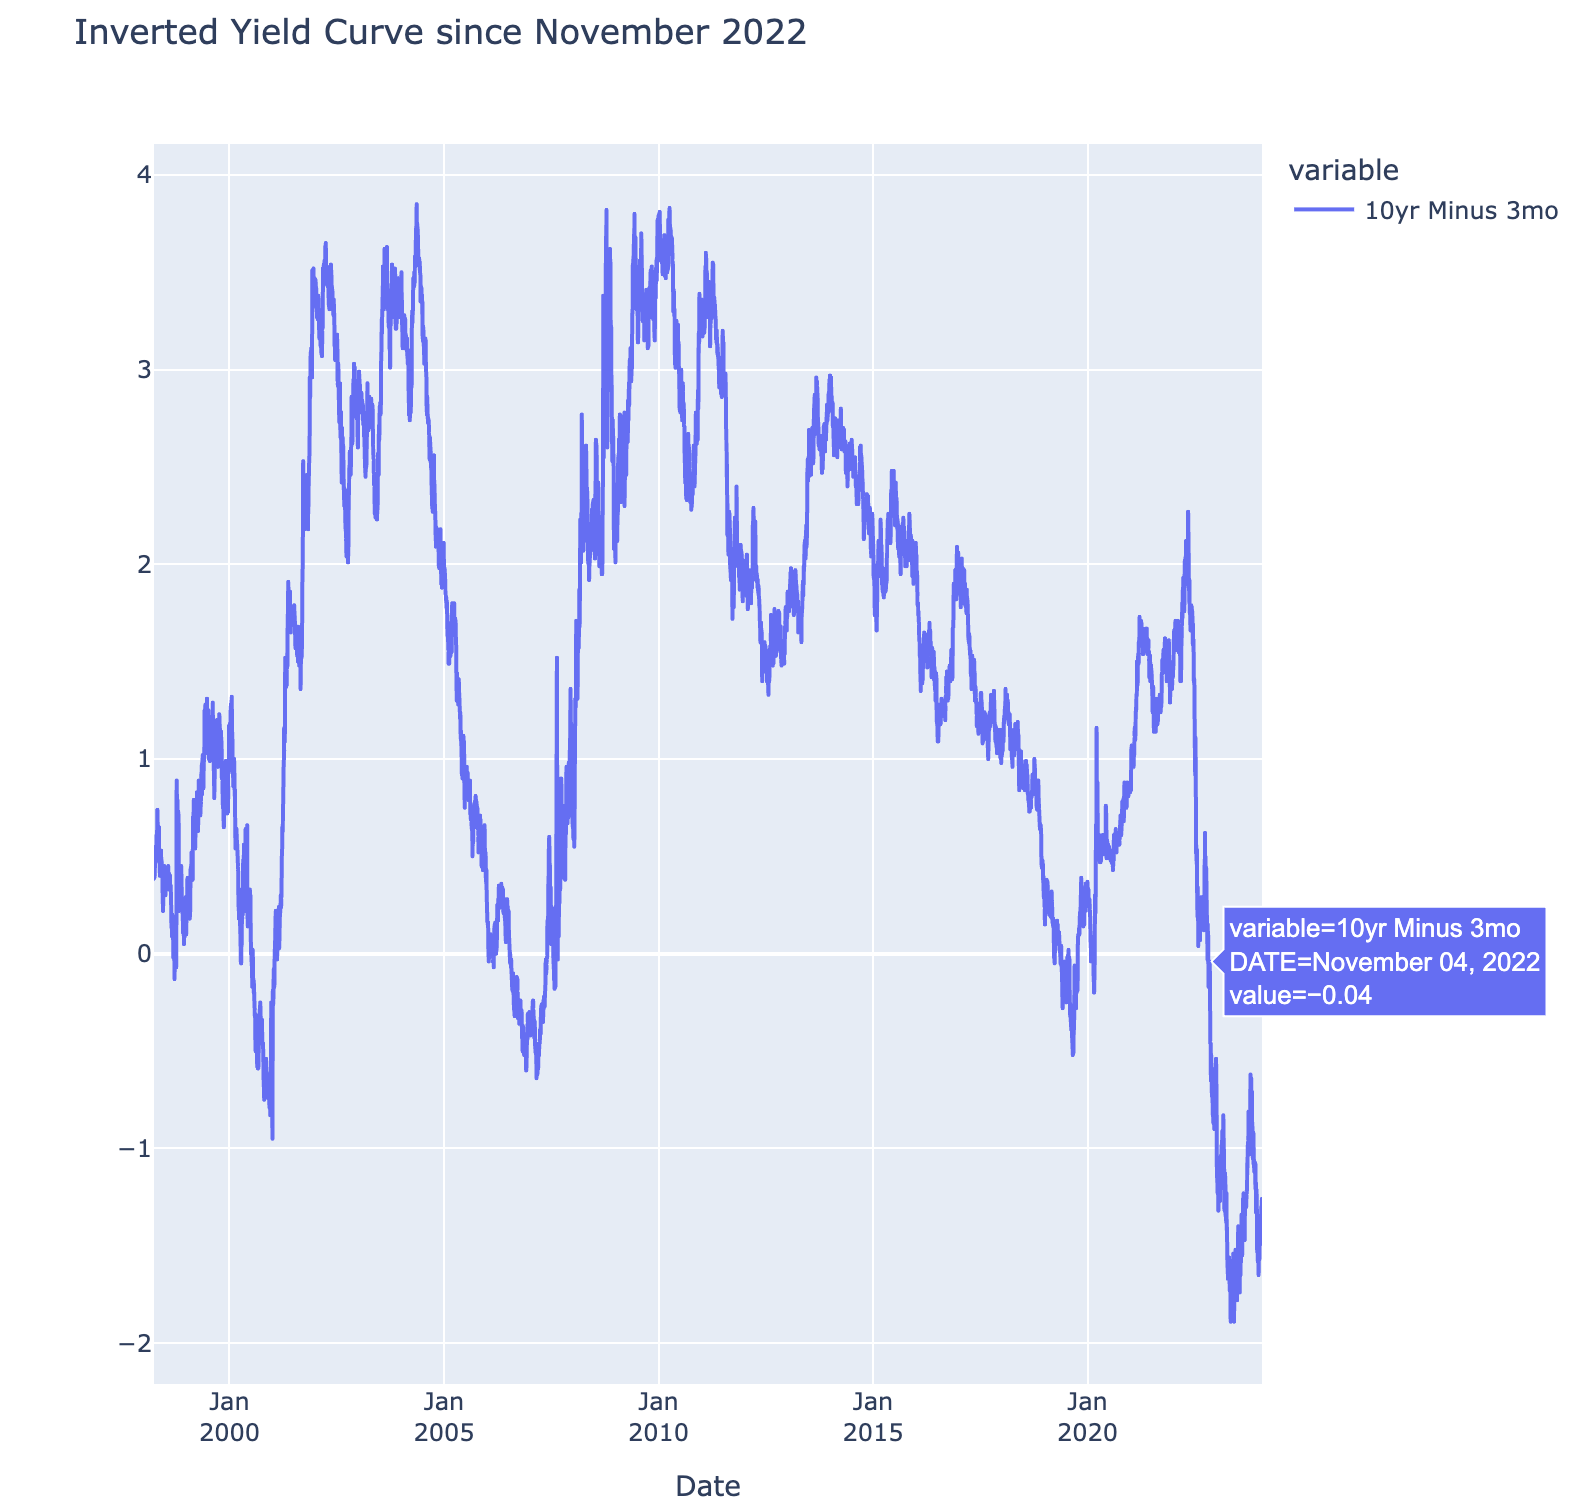 Inverted Yield Curve since November 2022
variable
10yr Minus 3mo
4
3
2
1
0
−1
−2
variable=10yr Minus 3mo
DATE=November 04, 2022
value=−0.04
Jan
2000
Jan
2005
Jan
2010
Jan
2015
Jan
2020
Date